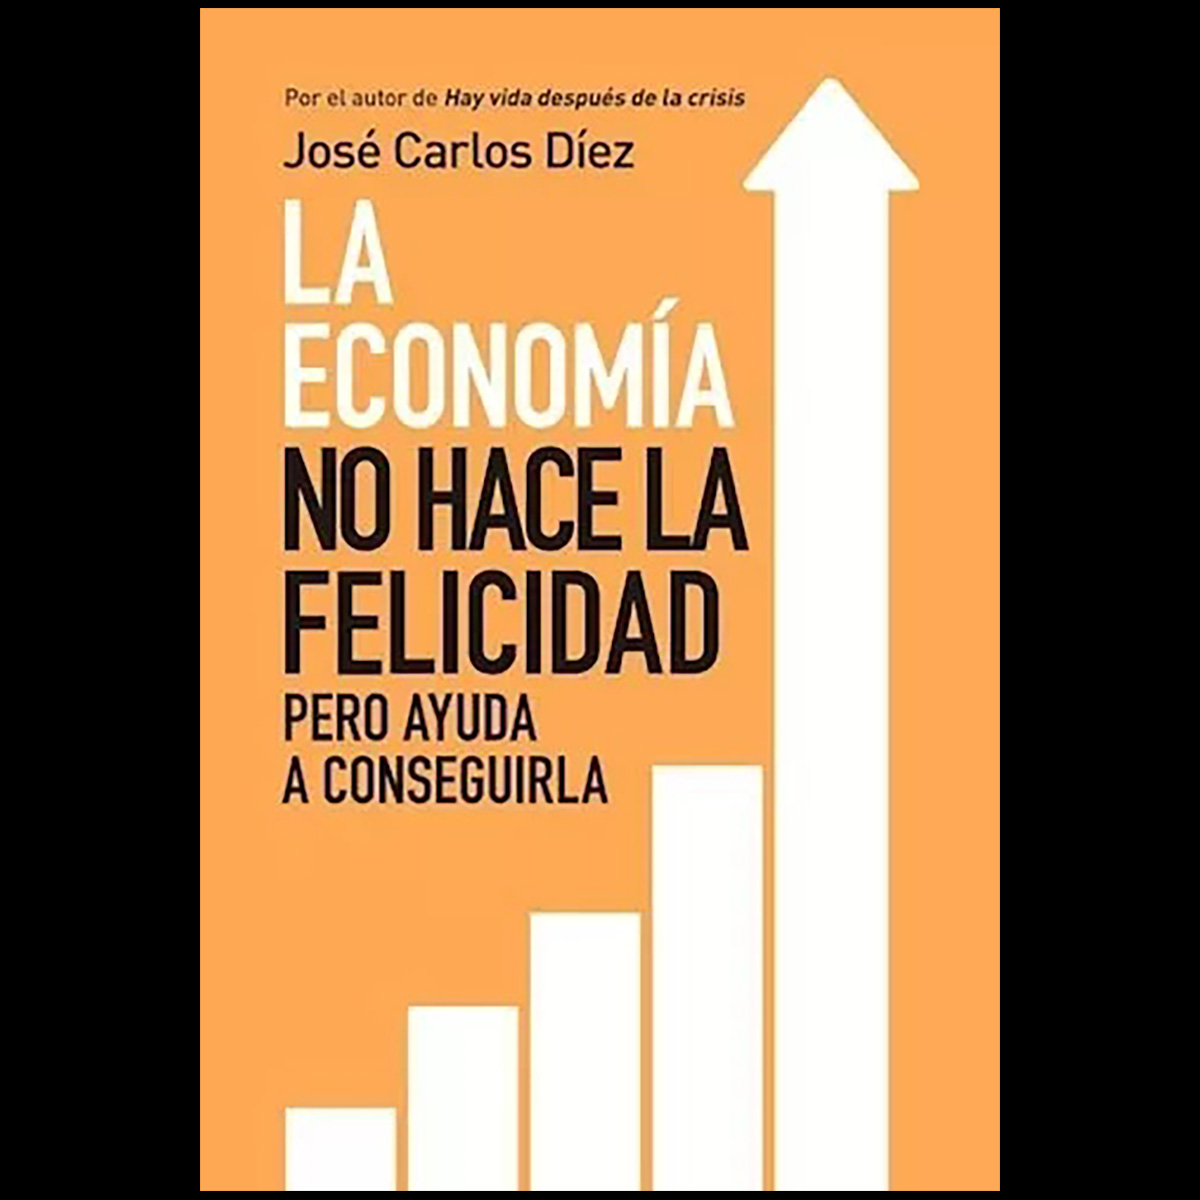 Por el autor de Hay vida después de la crisis
José Carlos Díez
LA
ECONOMÍA
NO HACE LA
FELICIDAD
PERO AYUDA
A CONSEGUIRLA